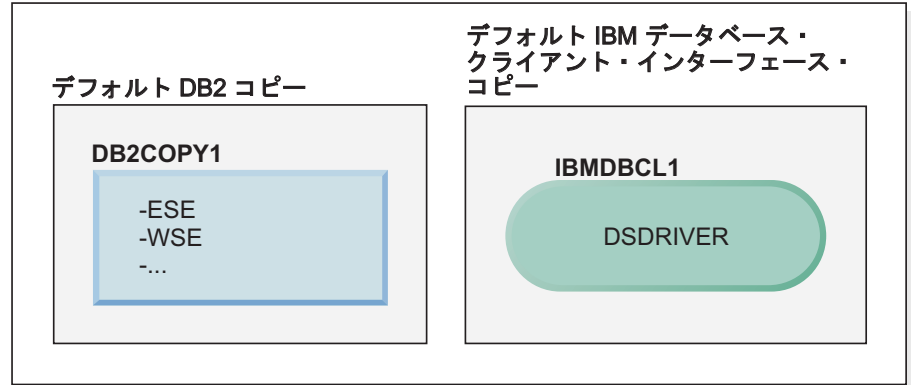 デフォルト DB2 コピー
DB2COPY1
-ESE
-WSE
-...
デフォルト IBM データベース・
クライアント・インターフェース・
コピー
IBMDBCL1
DSDRIVER